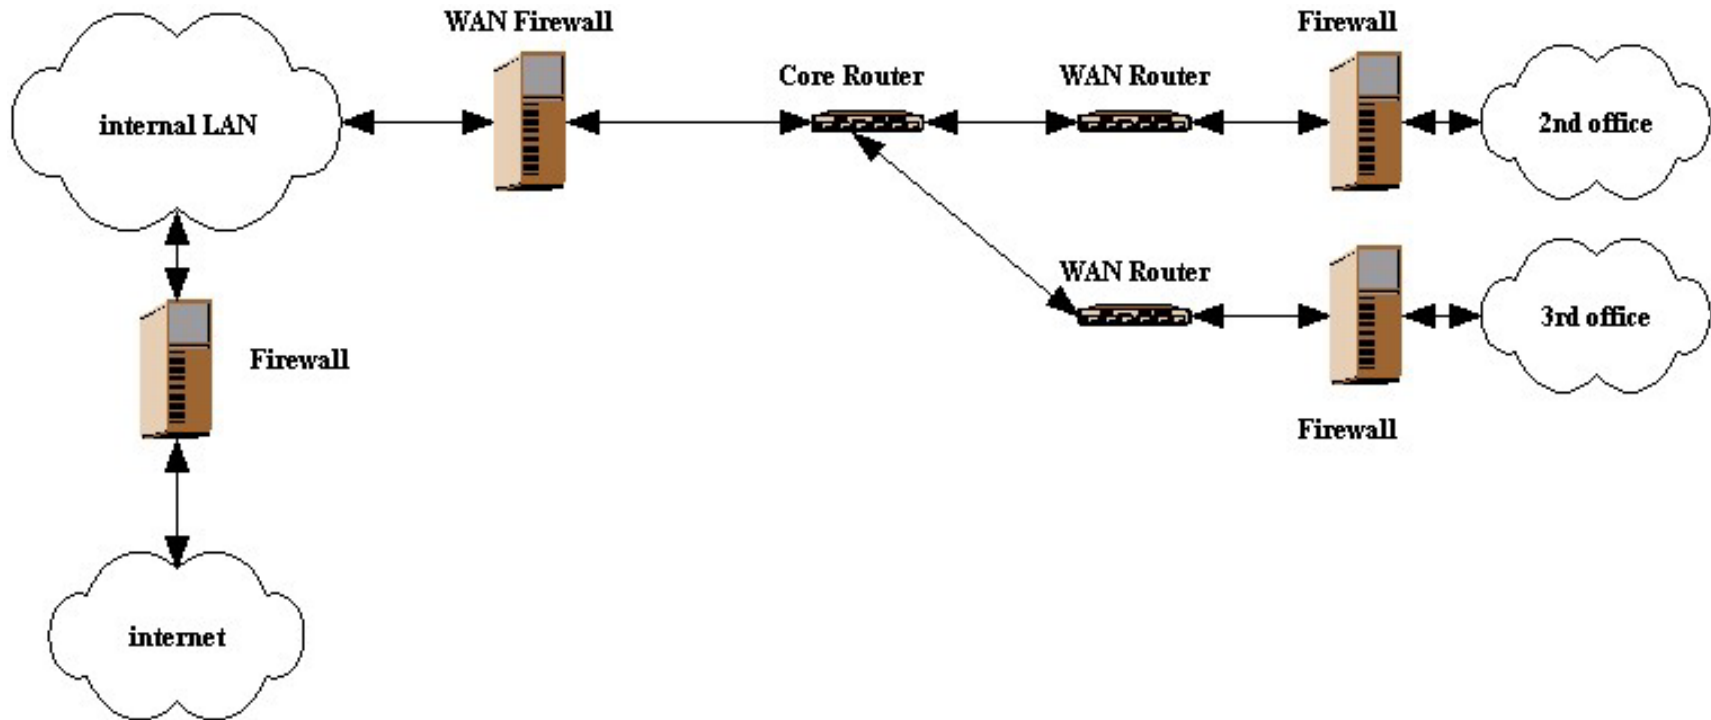 WAN Firewall
Firewall
Core Router
WAN Router
internal LAN
2nd office
WAN Router
3rd office
Firewall
Firewall
internet